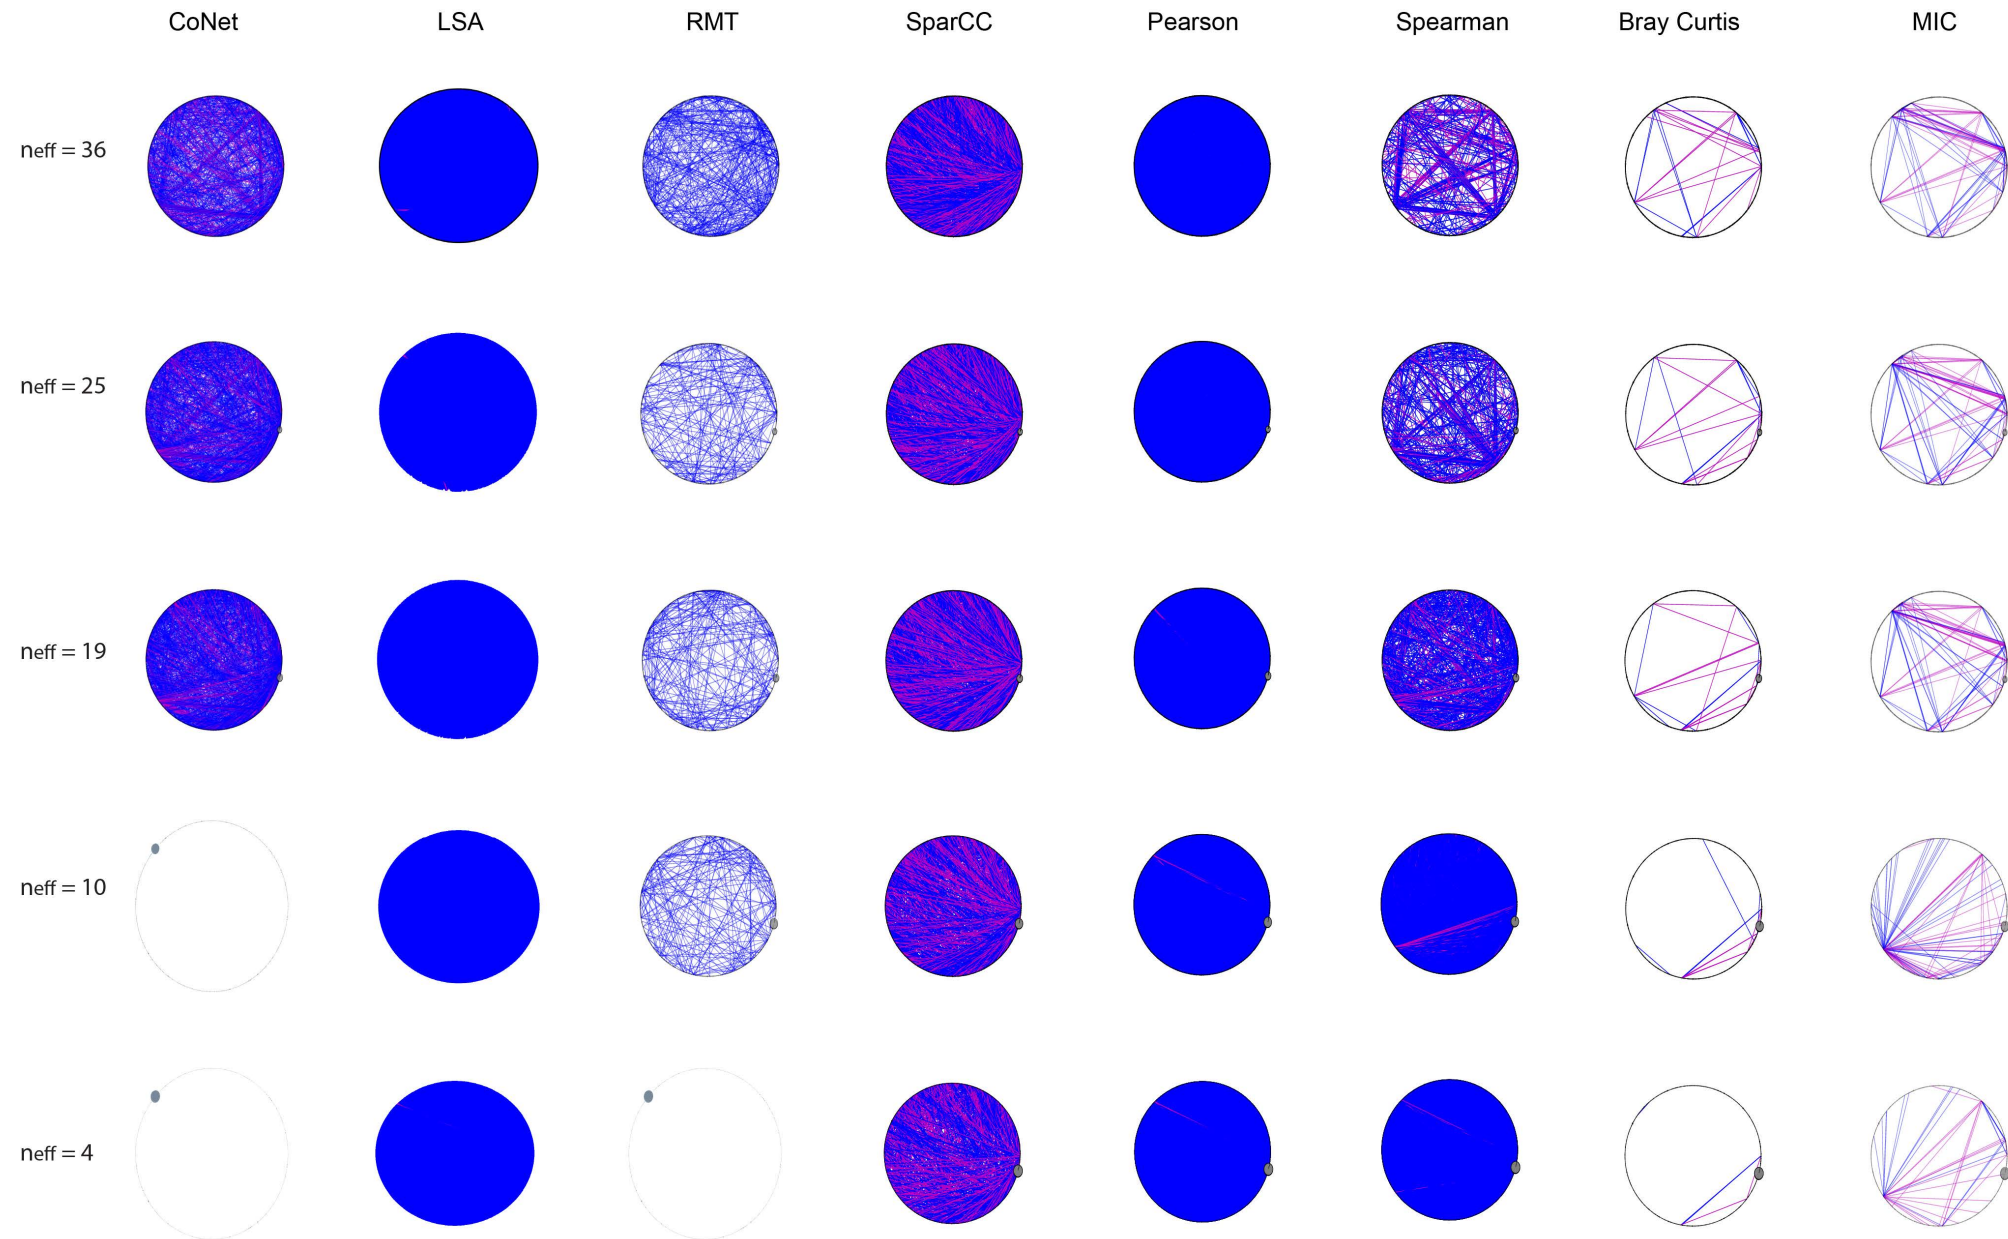 CoNet LSA RMT SparCC Pearson Spearman Bray Curtis MIC
neff = 36
neff = 25
neff = 19
neff = 10
neff = 4